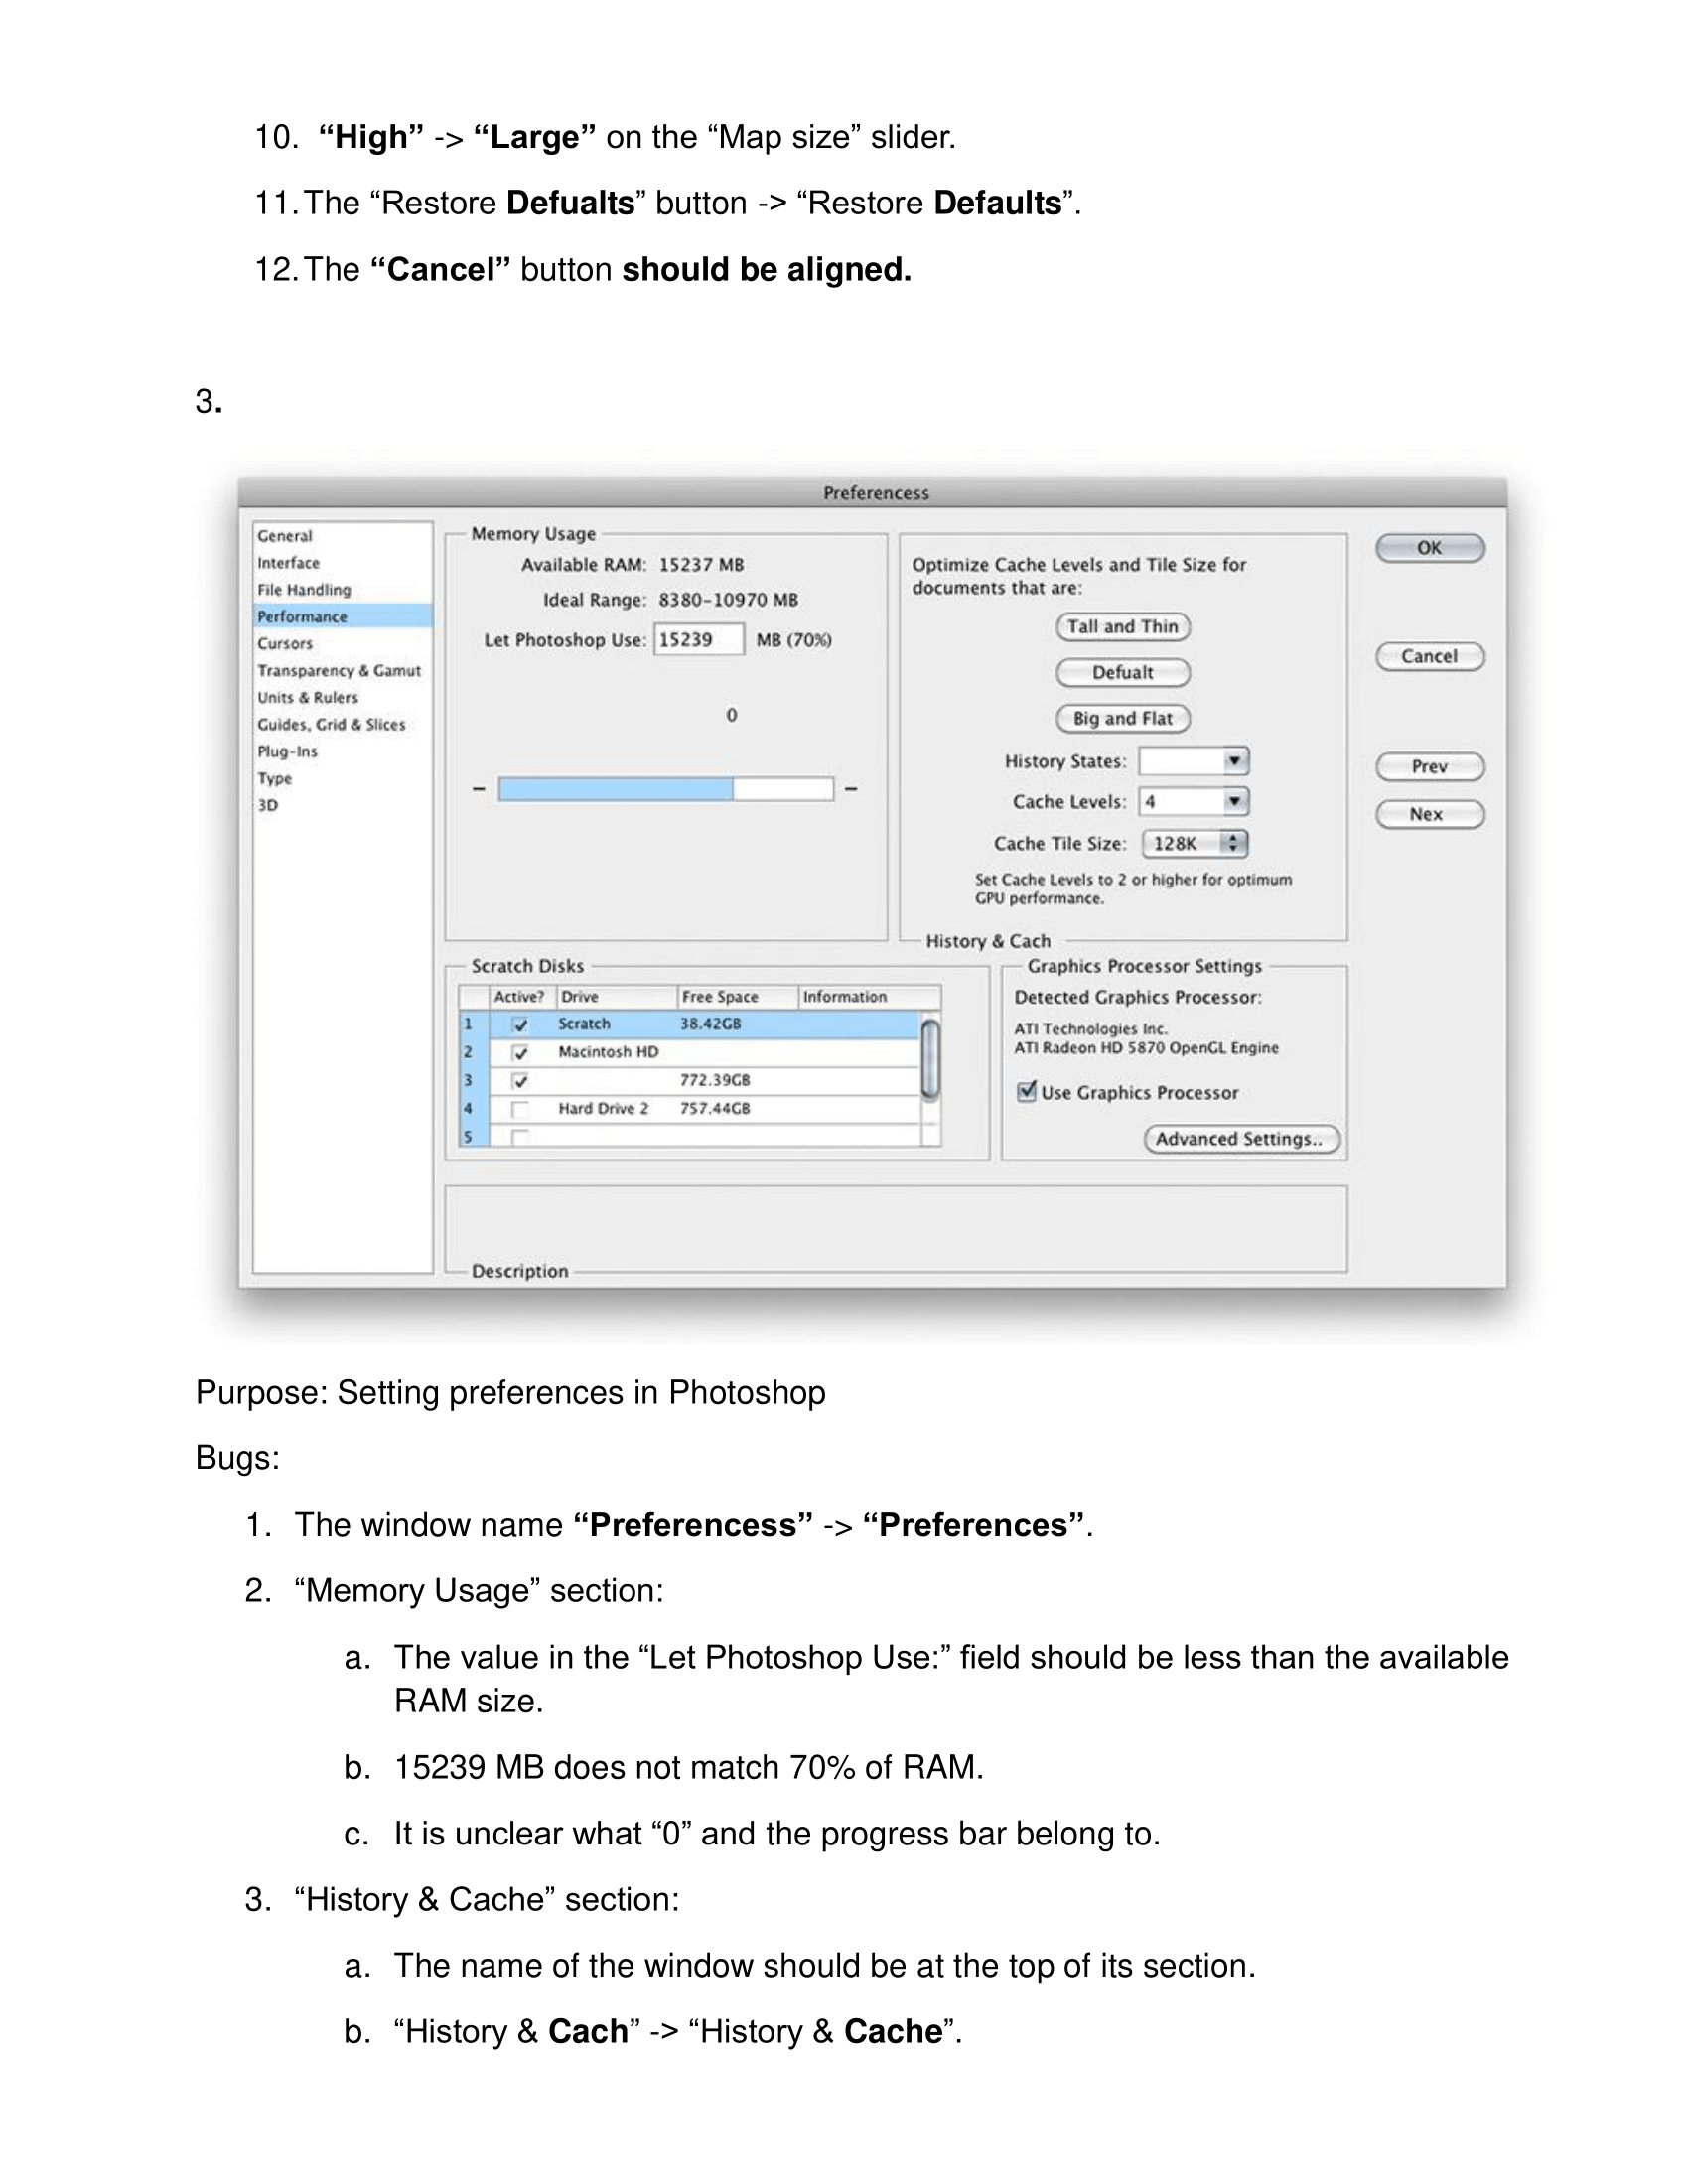 10. “High” -> “Large” on the “Map size” slider.
11. The “Restore Defualts” button -> “Restore Defaults”.
12. The “Cancel” button should be aligned.
3.
Preferencess
General
Interface
File Handling
Performance
Cursors
Transparency & Gamut
Units & Rulers
Guides, Grid & Slices
Plug-Ins
Type
3D
Memory Usage
Available RAM: 15237 MB
Ideal Range: 8380-10970 MB
Let Photoshop Use: 15239 MB (70%)
0
Optimize Cache Levels and Tile Size for
documents that are:
Tall and Thin
Defualt
Big and Flat
History States:
Cache Levels: 4
Cache Tile Size: 128K
Set Cache Levels to 2 or higher for optimum
GPU performance.
History & Cach
OK
Cancel
Prev
Nex
Scratch Disks
Active? Drive Free Space Information
1 Scratch 38.42GB
2 Macintosh HD
3 772.39GB
4 Hard Drive 2 757.44GB
5
Graphics Processor Settings
Detected Graphics Processor:
ATI Technologies Inc.
ATI Radeon HD 5870 OpenGL Engine
Use Graphics Processor
Advanced Settings..
Description
Purpose: Setting preferences in Photoshop
Bugs:
1. The window name “Preferencess” -> “Preferences”.
2. “Memory Usage” section:
a. The value in the “Let Photoshop Use:” field should be less than the available
RAM size.
b. 15239 MB does not match 70% of RAM.
c. It is unclear what “0” and the progress bar belong to.
3. “History & Cache” section:
a. The name of the window should be at the top of its section.
b. “History & Cach” -> “History & Cache”.